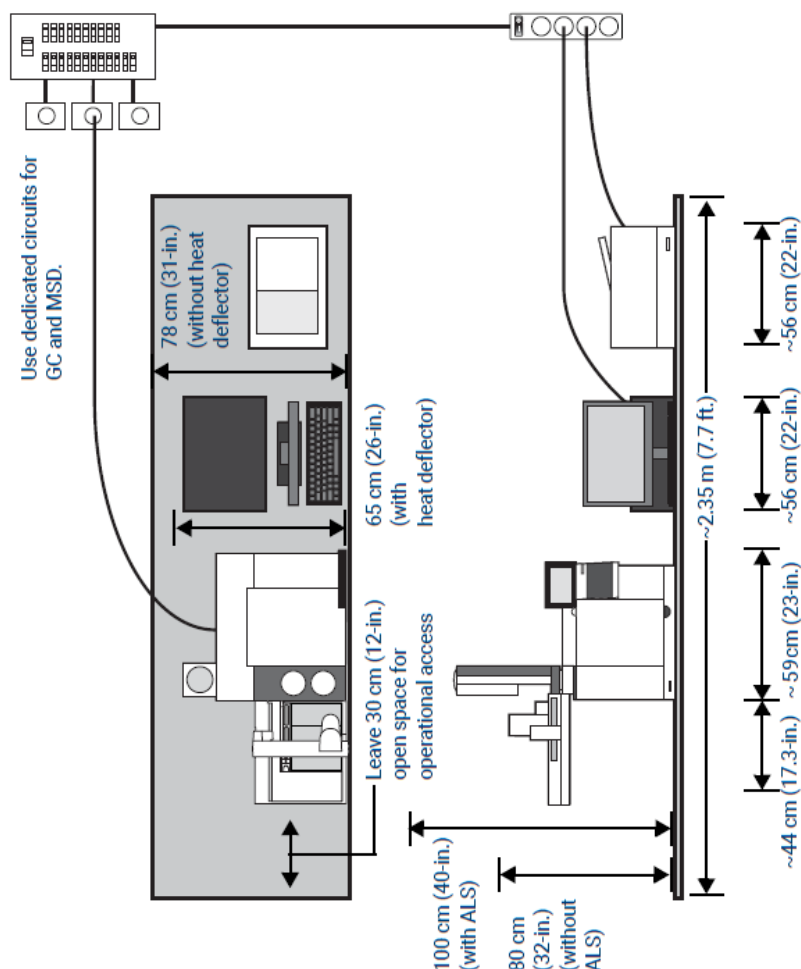 Use dedicated circuits for
GC and MSD.
78 cm (31-in.)
(without heat
deflector)
65 cm (26-in.)
(with
heat deflector)
Leave 30 cm (12-in.)
open space for
operational access
100 cm (40-in.)
(with ALS)
80 cm
(32-in.)
(without
ALS)
~2.35 m (7.7 ft.)
~44 cm (17.3-in.)
~ 59cm (23-in.)
~56 cm (22-in.)
~56 cm (22-in.)